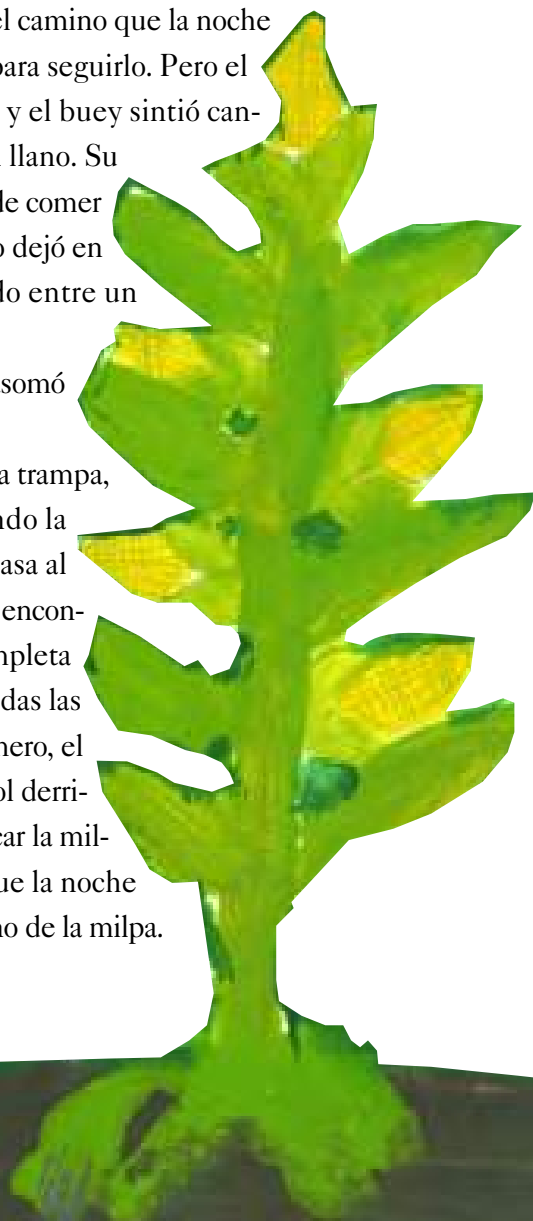 el camino que la noche
para seguirlo. Pero el
y el buey sintió can-
llano. Su
de comer
o dejó en
do entre un
somó
a trampa,
ndo la
asa al
encon-
mpleta
das las
nero, el
ol derri-
car la mil-
ue la noche
no de la milpa.